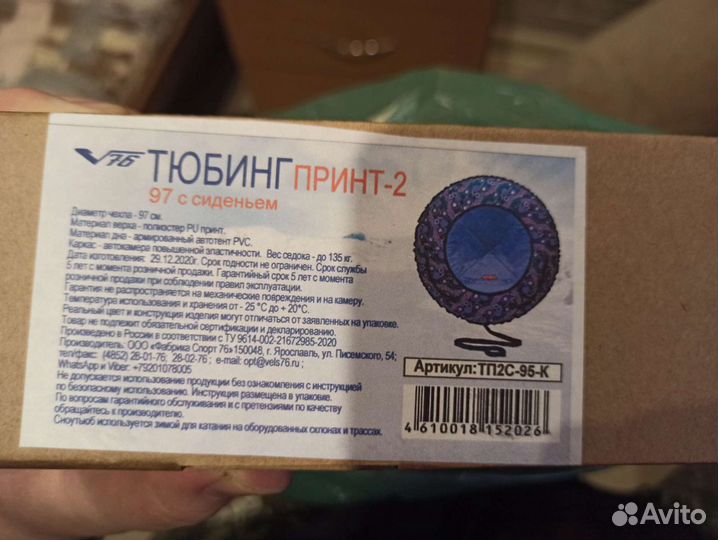 V76 ТЮБИНГ ПРИНТ-2
97 с сиденьем
Диаметр чехла - 97 см.
Материал верха - полиэстер PU принт.
Материал дна - армированный автотент PVC.
Каркас - автокамера повышенной эластичности. Вес седока - до 135 кг.
Дата изготовления: 29.12.2020г. Срок годности не ограничен. Срок службы
5 лет с момента розничной продажи. Гарантийный срок 5 лет с момента
розничной продажи при соблюдении правил эксплуатации.
Гарантия не распространяется на механические повреждения и на камеру.
Температура использования и хранения от - 25 °С до + 20°С.
Реальный цвет и конструкция изделия могут отличаться от заявленных на упаковке.
Товар не подлежит обязательной сертификации и декларированию.
Произведено в России в соответствии с ТУ 9614-002-21672985-2020
Производитель: ООО «Фабрика Спорт 76»150048, г. Ярославль, ул. Писемского, 54;
тел/факс: (4852) 28-01-76; 28-02-76 ; e-mail: opt@vels76.ru ;
WhatsApp и Viber: +79201078005
Не допускается использование продукции без ознакомления с инструкцией
по безопасному использованию. Инструкция размещена в упаковке.
По вопросам гарантийного обслуживания и с претензиями по качеству
обращайтесь к производителю.
Сноутьюб используется зимой для катания на оборудованных склонах и трассах.
Артикул:ТП2С-95-К
4 610018 152026
Avito